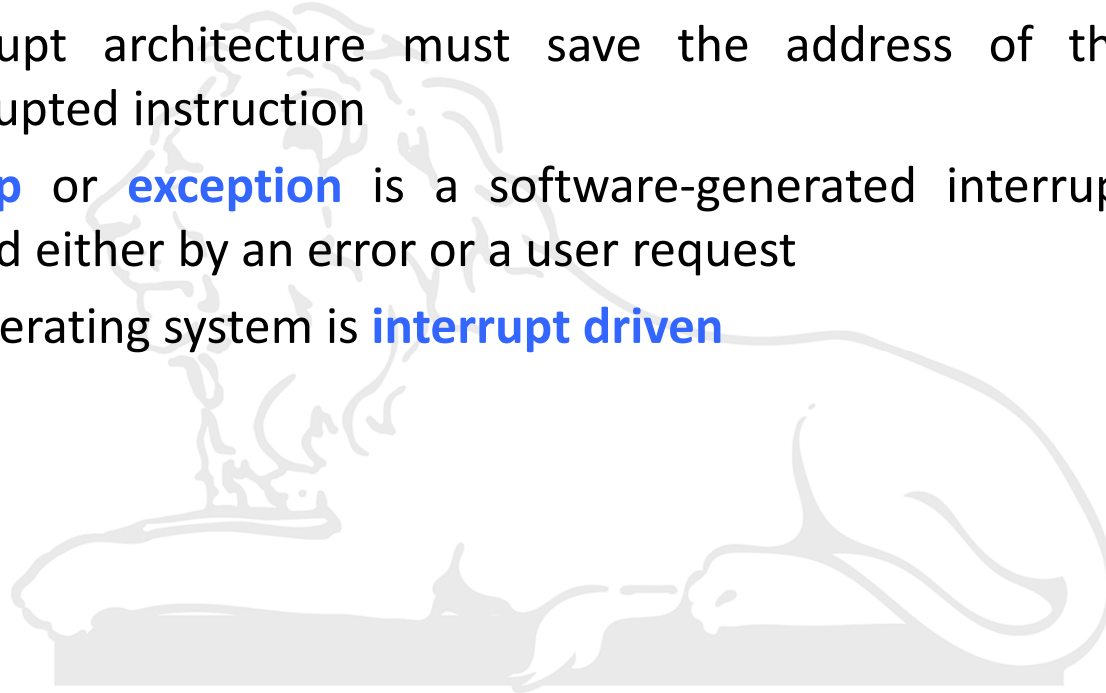 upt architecture must save the address of th
upted instruction
p or exception is a software-generated interrup
d either by an error or a user request
erating system is interrupt driven